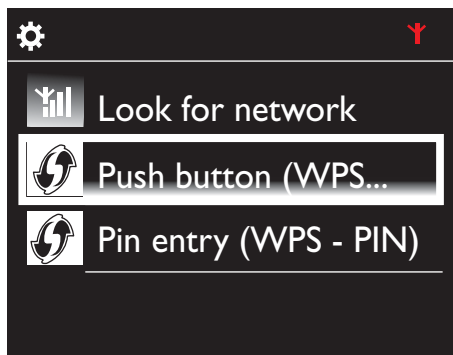 Look for network
Push button (WPS...
Pin entry (WPS - PIN)